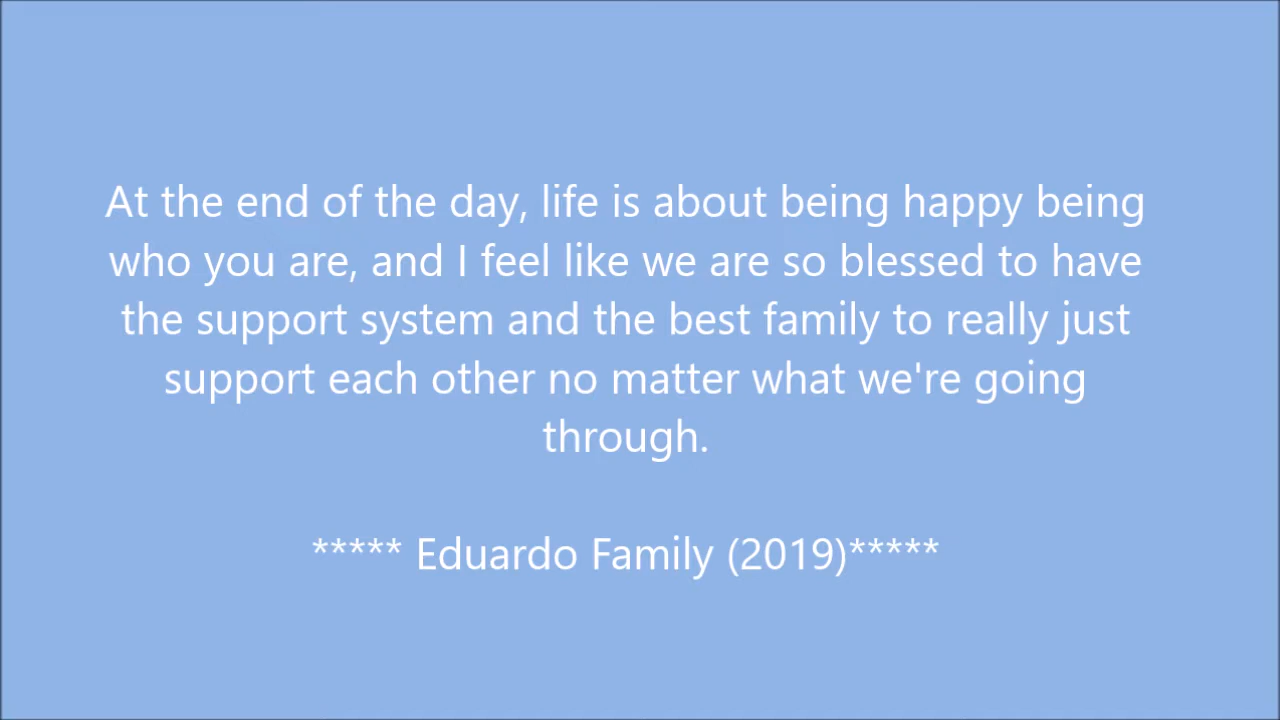 At the end of the day, life is about being happy being
who you are, and I feel like we are so blessed to have
the support system and the best family to really just
support each other no matter what we're going
through.
***** Eduardo Family (2019)*****